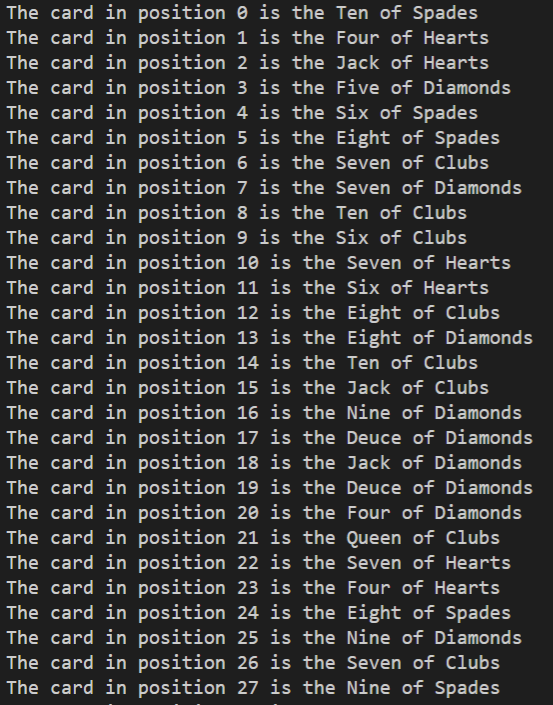 The card in position 0 is the Ten of Spades
The card in position 1 is the Four of Hearts
The card in position 2 is the Jack of Hearts
The card in position 3 is the Five of Diamonds
The card in position 4 is the Six of Spades
The card in position 5 is the Eight of Spades
The card in position 6 is the Seven of Clubs
The card in position 7 is the Seven of Diamonds
The card in position 8 is the Ten of Clubs
The card in position 9 is the Six of Clubs
The card in position 10 is the Seven of Hearts
The card in position 11 is the Six of Hearts
The card in position 12 is the Eight of Clubs
The card in position 13 is the Eight of Diamonds
The card in position 14 is the Ten of Clubs
The card in position 15 is the Jack of Clubs
The card in position 16 is the Nine of Diamonds
The card in position 17 is the Deuce of Diamonds
The card in position 18 is the Jack of Diamonds
The card in position 19 is the Deuce of Diamonds
The card in position 20 is the Four of Diamonds
The card in position 21 is the Queen of Clubs
The card in position 22 is the Seven of Hearts
The card in position 23 is the Four of Hearts
The card in position 24 is the Eight of Spades
The card in position 25 is the Nine of Diamonds
The card in position 26 is the Seven of Clubs
The card in position 27 is the Nine of Spades